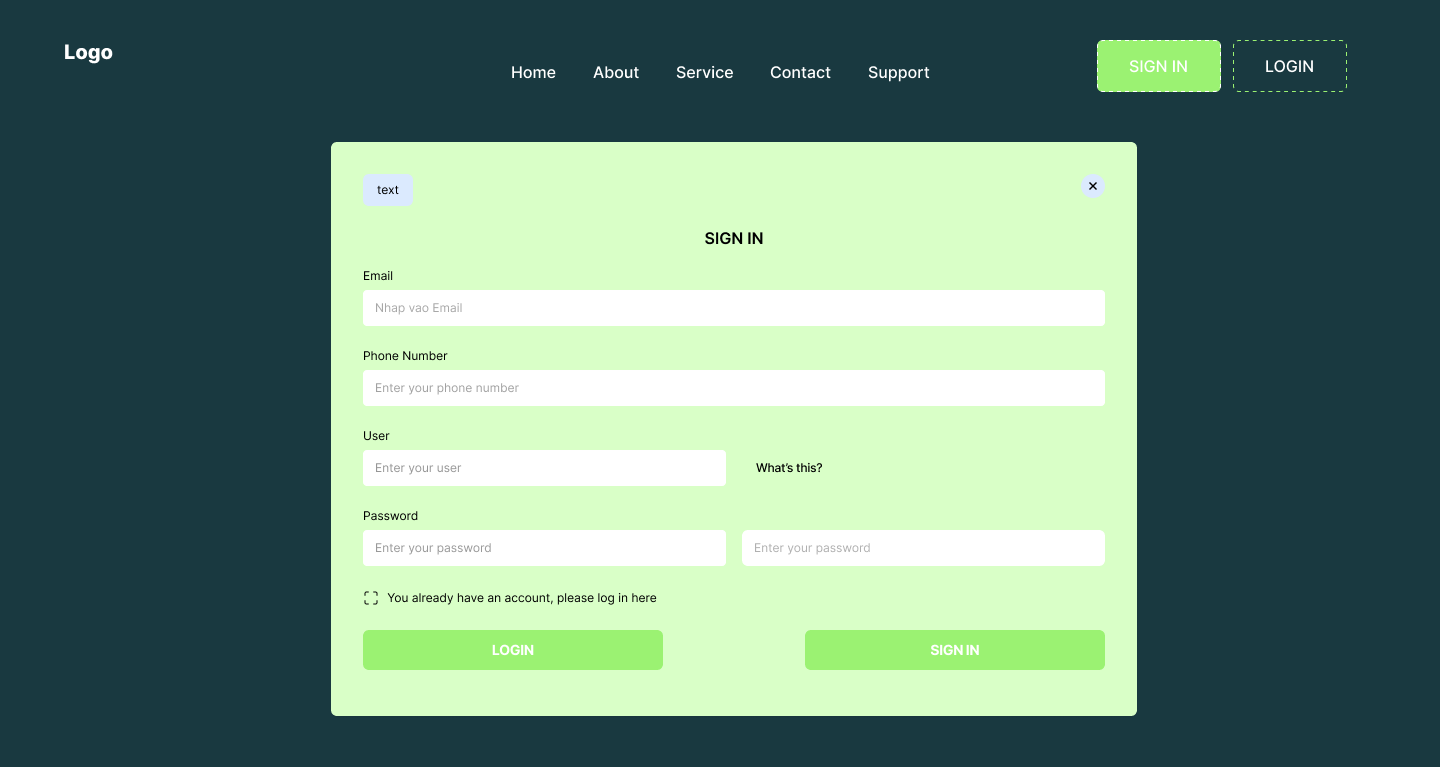 Logo
Home About Service Contact Support
SIGN IN LOGIN
text
SIGN IN
Email
Nhap vao Email
Phone Number
Enter your phone number
User
Enter your user What's this?
Password
Enter your password Enter your password
You already have an account, please log in here
LOGIN SIGN IN